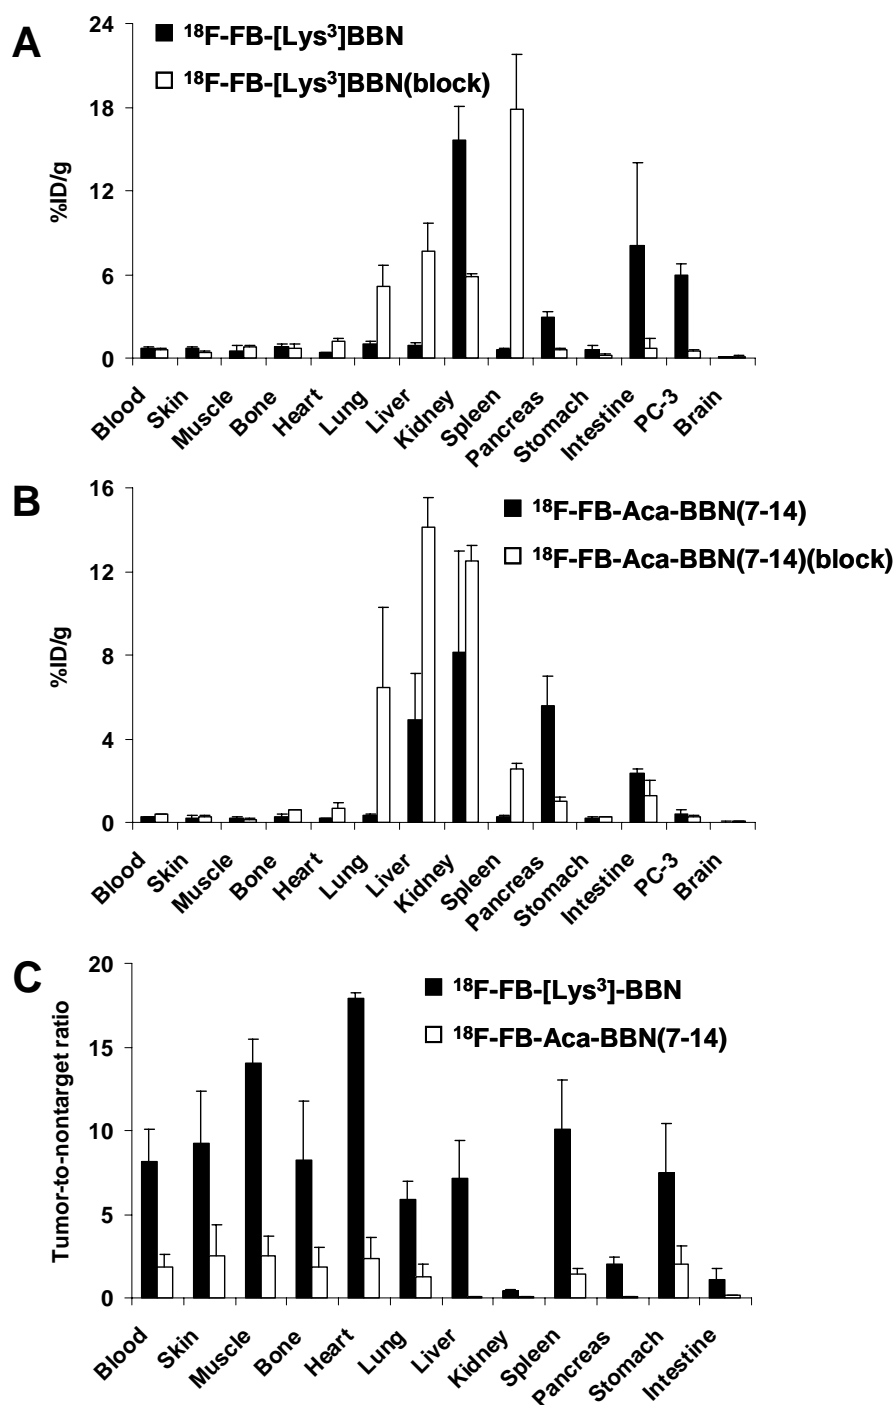 A
24
18
12
6
0
%ID/g
¹⁸F-FB-[Lys³]BBN
¹⁸F-FB-[Lys³]BBN(block)
Blood
Skin
Muscle
Bone
Heart
Lung
Liver
Kidney
Spleen
Pancreas
Stomach
Intestine
PC-3
Brain
B
16
12
8
4
0
%ID/g
¹⁸F-FB-Aca-BBN(7-14)
¹⁸F-FB-Aca-BBN(7-14)(block)
Blood
Skin
Muscle
Bone
Heart
Lung
Liver
Kidney
Spleen
Pancreas
Stomach
Intestine
PC-3
Brain
C
20
15
10
5
0
Tumor-to-nontarget ratio
¹⁸F-FB-[Lys³]-BBN
¹⁸F-FB-Aca-BBN(7-14)
Blood
Skin
Muscle
Bone
Heart
Lung
Liver
Kidney
Spleen
Pancreas
Stomach
Intestine